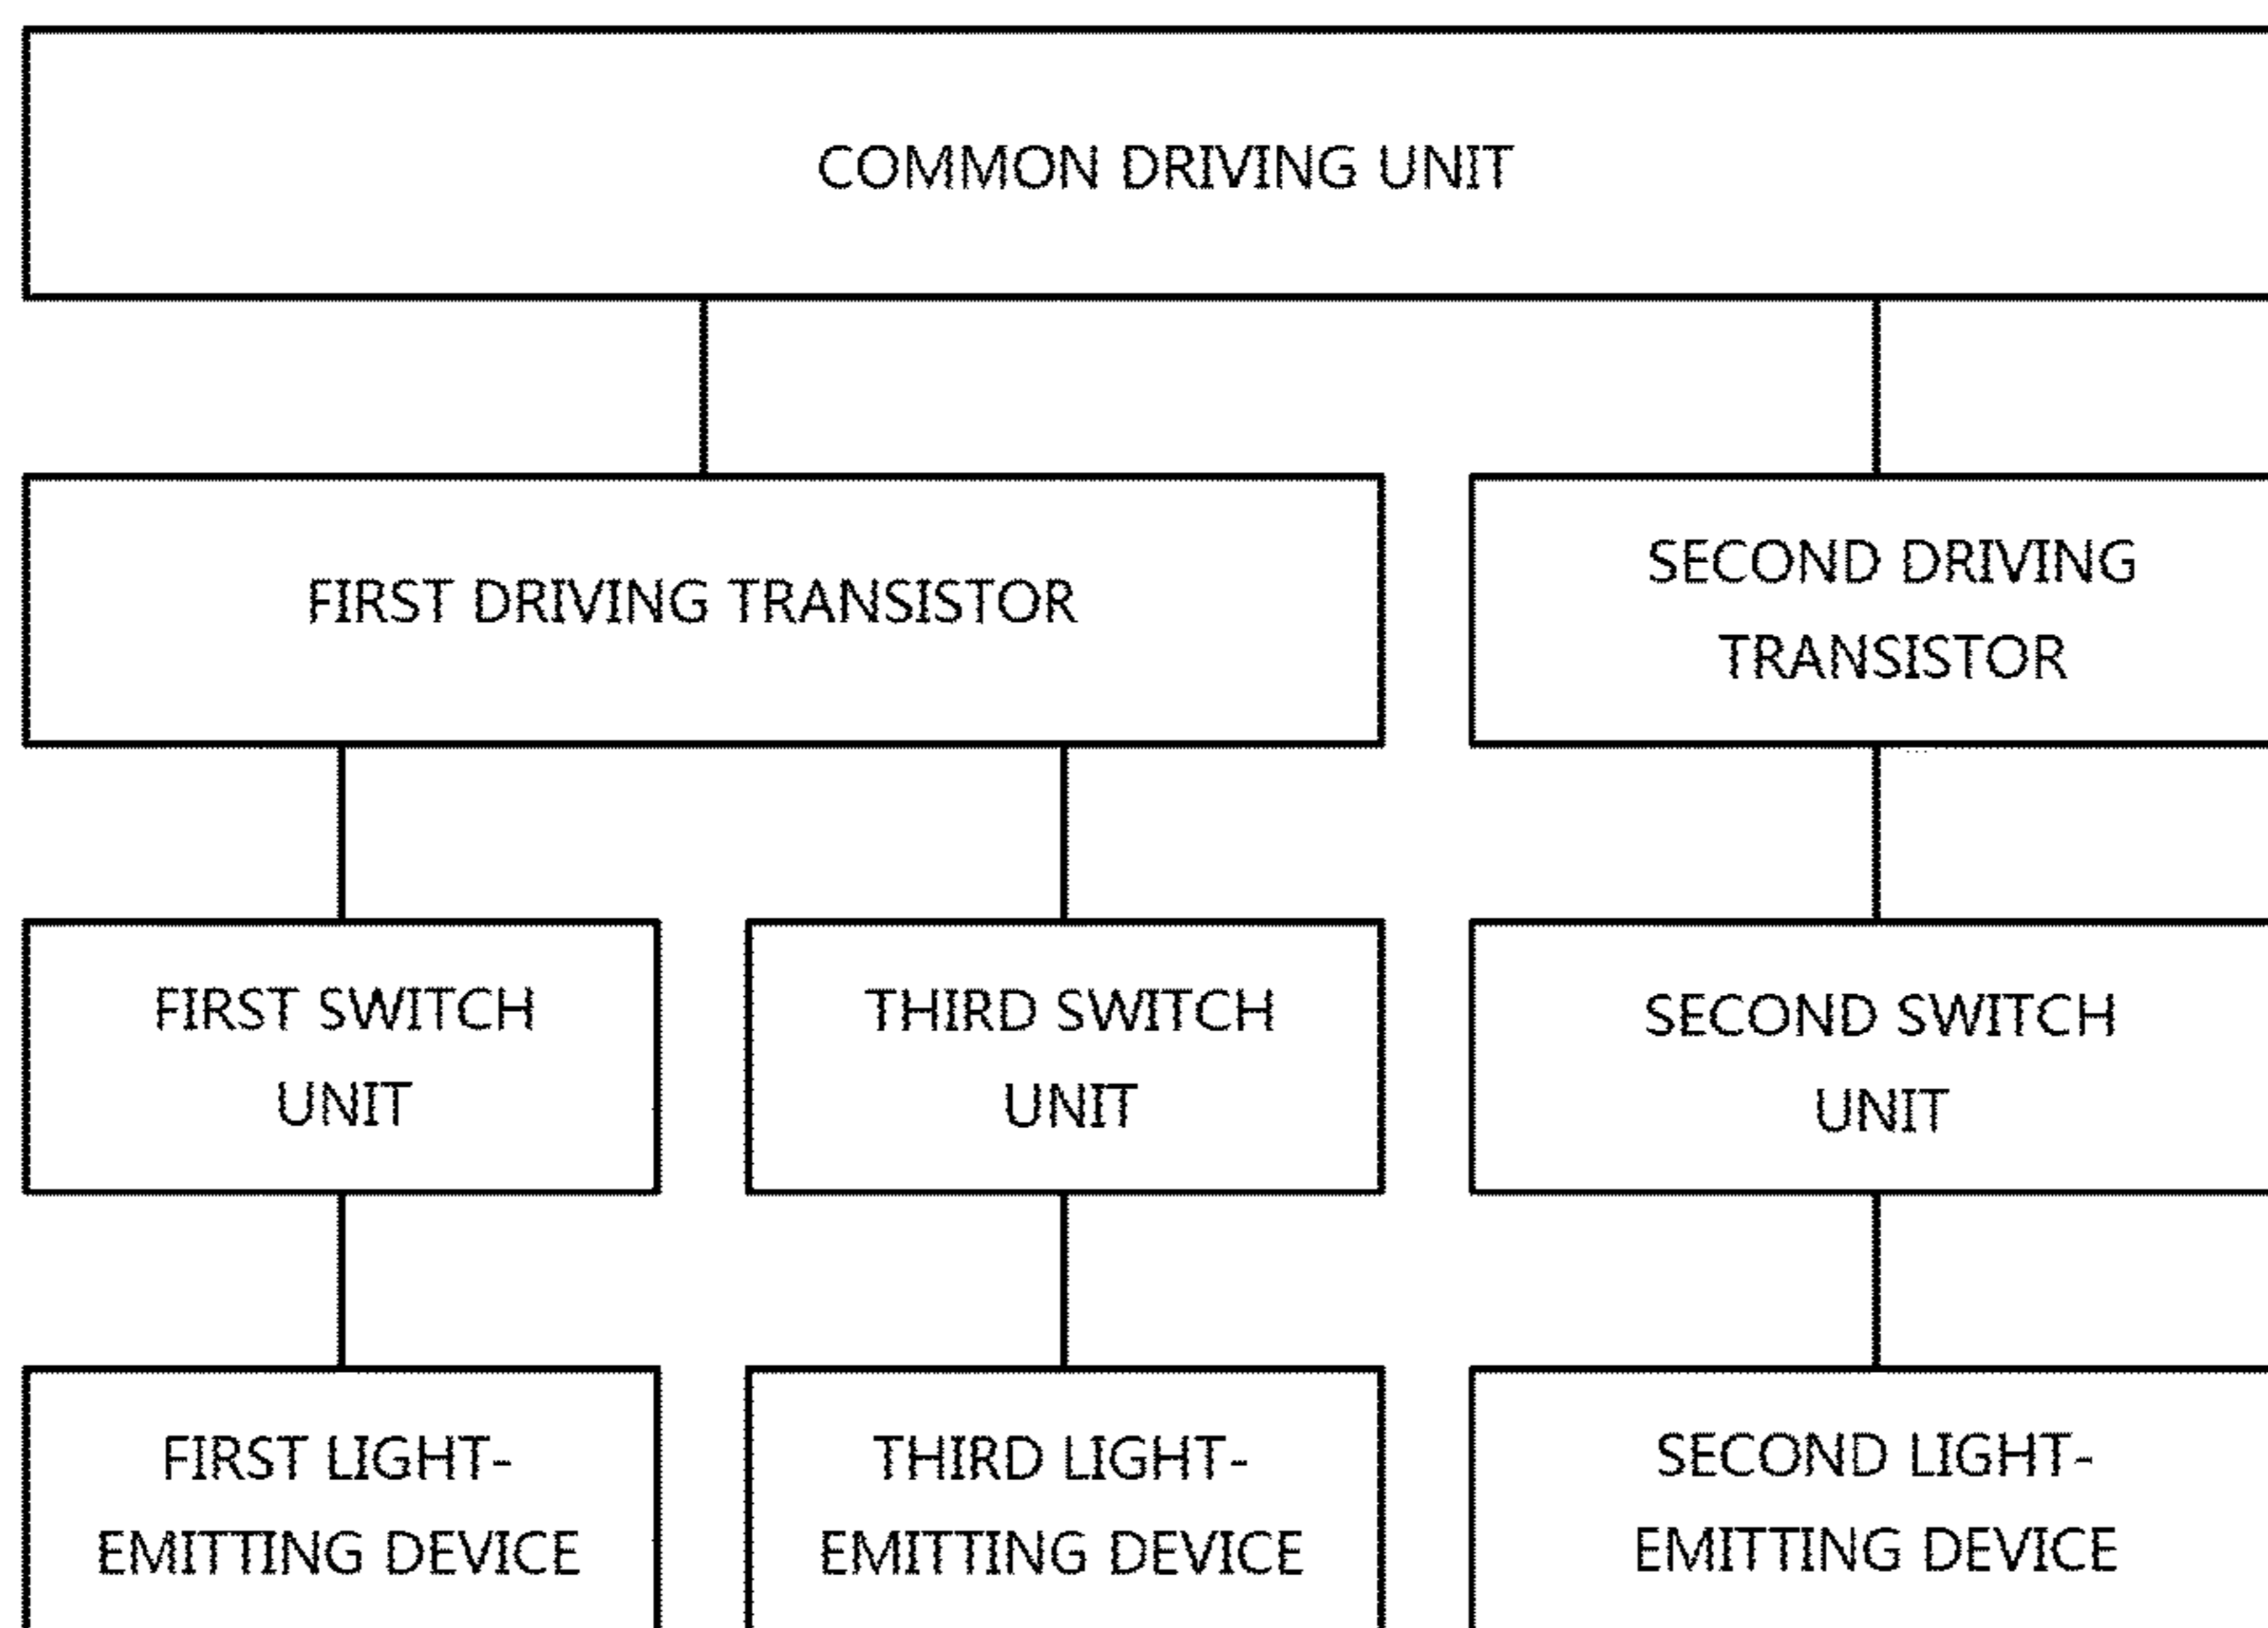 COMMON DRIVING UNIT
FIRST DRIVING TRANSISTOR
SECOND DRIVING
TRANSISTOR
FIRST SWITCH
UNIT
THIRD SWITCH
UNIT
SECOND SWITCH
UNIT
FIRST LIGHT-
EMITTING DEVICE
THIRD LIGHT-
EMITTING DEVICE
SECOND LIGHT-
EMITTING DEVICE